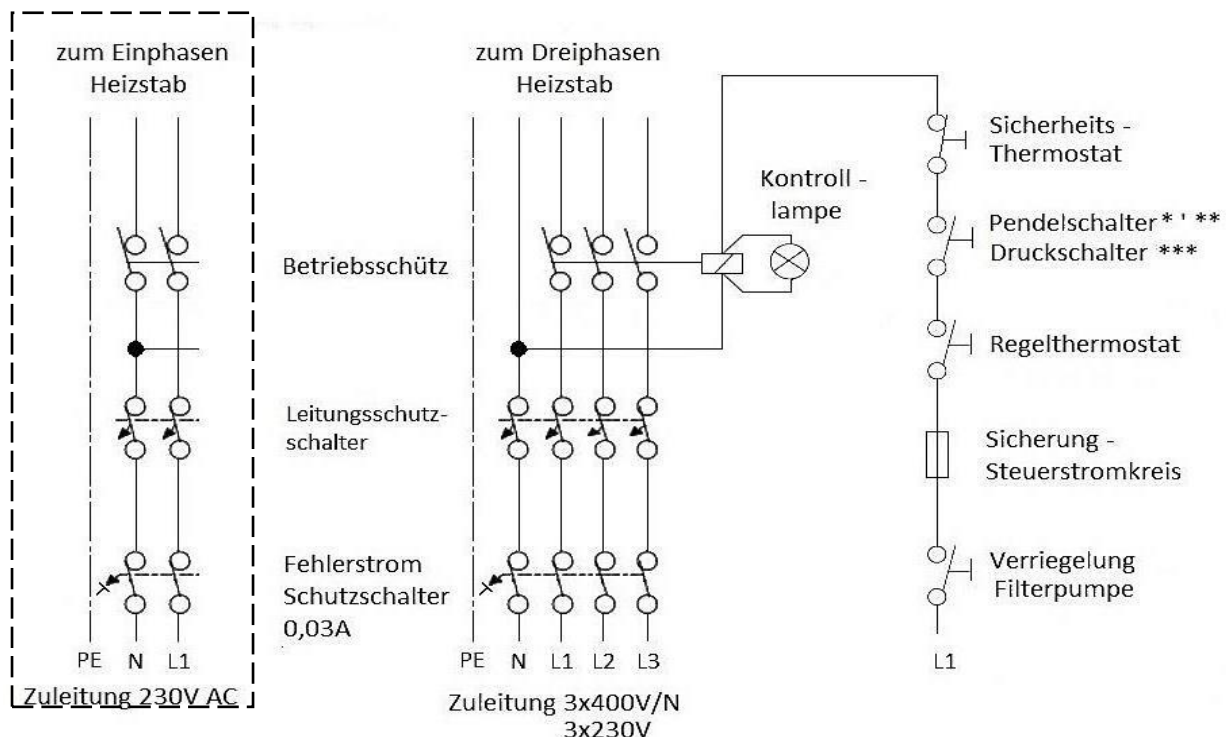 zum Einphasen
Heizstab
zum Dreiphasen
Heizstab
Sicherheits -
Thermostat
Kontroll -
lampe
Pendelschalter * ' **
Druckschalter ***
Betriebsschütz
Regelthermostat
Leitungsschutz-
schalter
Sicherung -
Steuerstromkreis
Fehlerstrom
Schutzschalter
0,03A
Verriegelung
Filterpumpe
PE N L1
PE N L1 L2 L3
L1
Zuleitung 230V AC
Zuleitung 3x400V/N
3x230V